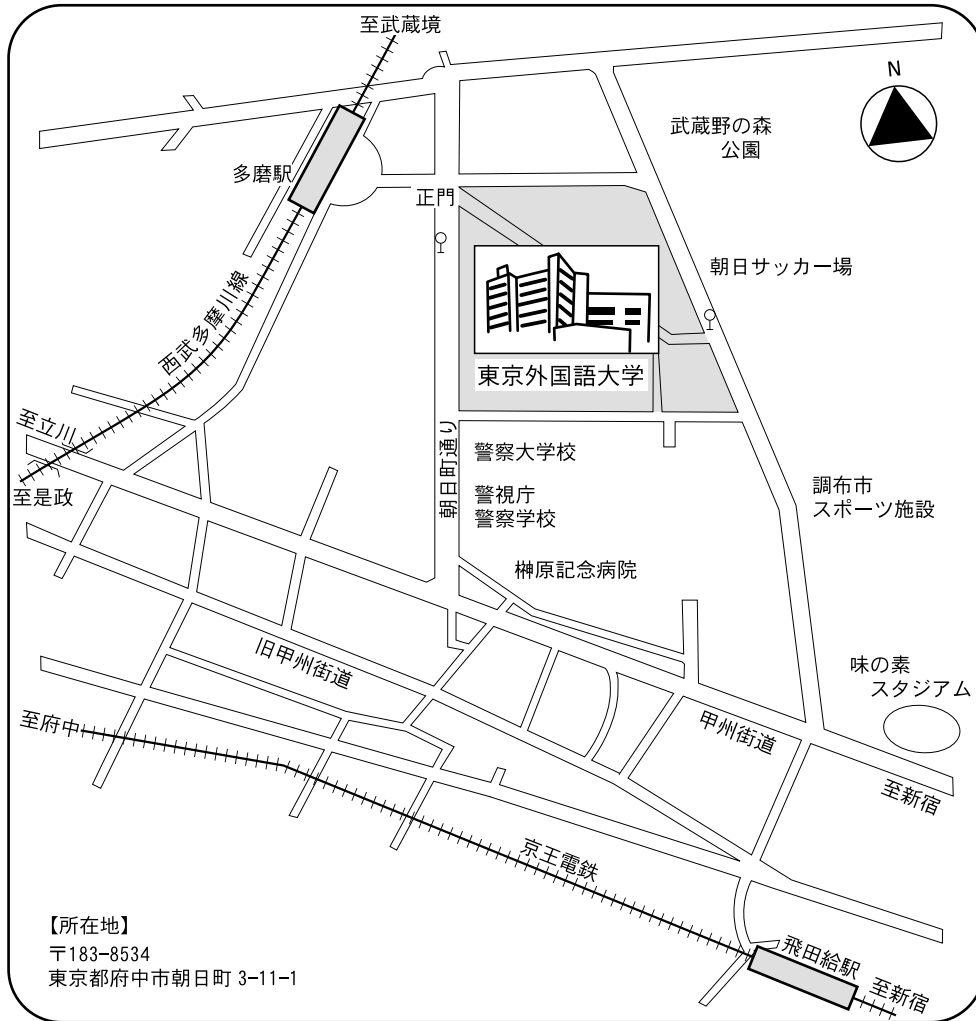 至武蔵境
N
武蔵野の森
公園
多磨駅
正門
朝日サッカー場
西武多摩川線
東京外国語大学
至立川
朝日町通り
警察大学校
至是政
調布市
スポーツ施設
警視庁
警察学校
榊原記念病院
旧甲州街道
味の素
スタジアム
至府中
甲州街道
至新宿
京王電鉄
【所在地】
〒183-8534
東京都府中市朝日町 3-11-1
飛田給駅
至新宿